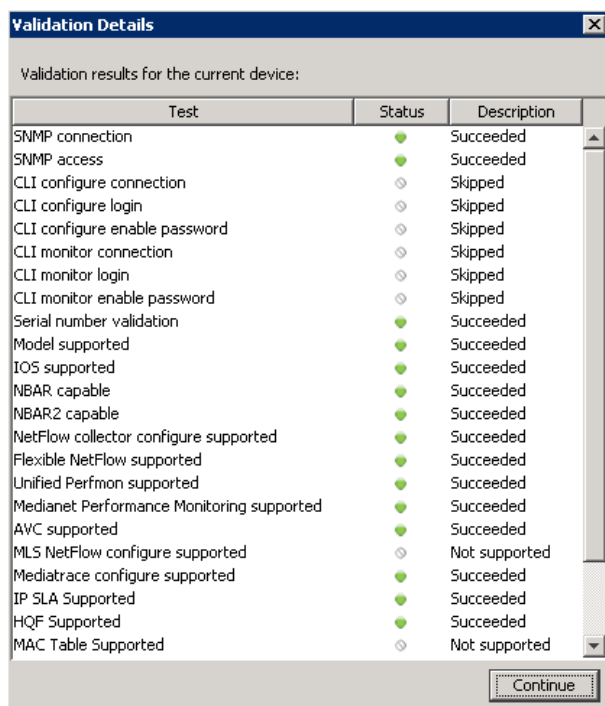 Validation Details
Validation results for the current device:
Test Status Description
SNMP connection Succeeded
SNMP access Succeeded
CLI configure connection Skipped
CLI configure login Skipped
CLI configure enable password Skipped
CLI monitor connection Skipped
CLI monitor login Skipped
CLI monitor enable password Skipped
Serial number validation Succeeded
Model supported Succeeded
IOS supported Succeeded
NBAR capable Succeeded
NBAR2 capable Succeeded
NetFlow collector configure supported Succeeded
Flexible NetFlow supported Succeeded
Unified Perfmon supported Succeeded
Medianet Performance Monitoring supported Succeeded
AVC supported Succeeded
MLS NetFlow configure supported Not supported
Mediatrace configure supported Succeeded
IP SLA Supported Succeeded
HQF Supported Succeeded
MAC Table Supported Not supported
Continue